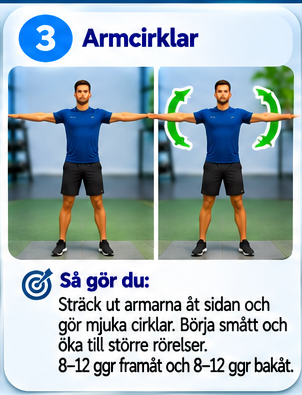 3 Armcirklar
Så gör du:
Sträck ut armarna åt sidan och
gör mjuka cirklar. Börja smått och
öka till större rörelser.
8–12 ggr framåt och 8–12 ggr bakåt.